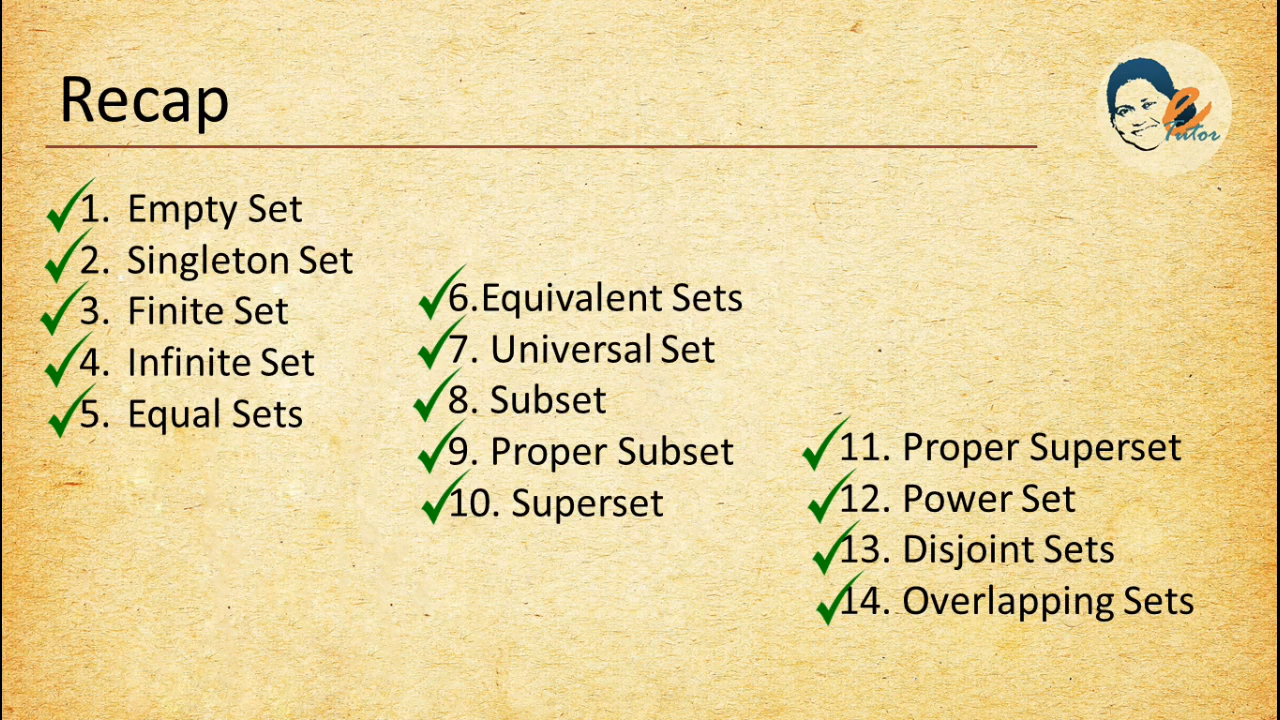 Recap
e
Tutor
1. Empty Set
2. Singleton Set
3. Finite Set
4. Infinite Set
5. Equal Sets
6.Equivalent Sets
7. Universal Set
8. Subset
9. Proper Subset
10. Superset
11. Proper Superset
12. Power Set
13. Disjoint Sets
14. Overlapping Sets